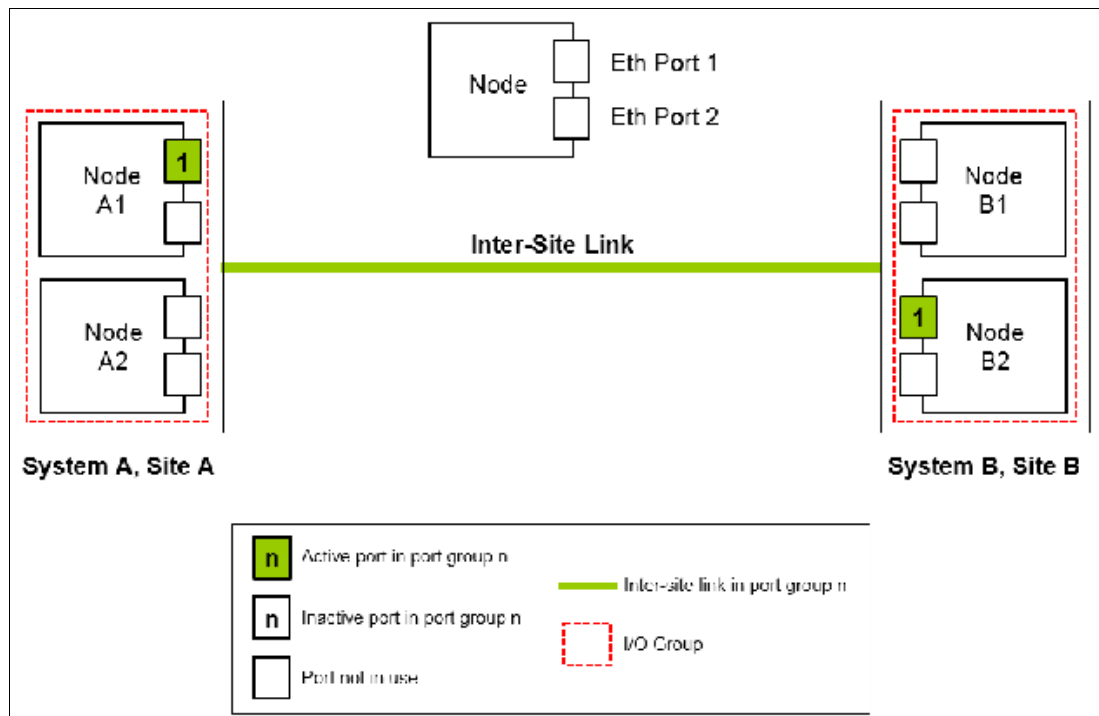 Node
Eth Port 1
Eth Port 2
Node
A1
1
Node
A2
Inter-Site Link
Node
B1
1
Node
B2
System A, Site A
System B, Site B
n
Active port in port group n
n
Inactive port in port group n
Port not in use
Inter-site link in port group n
I/O Group